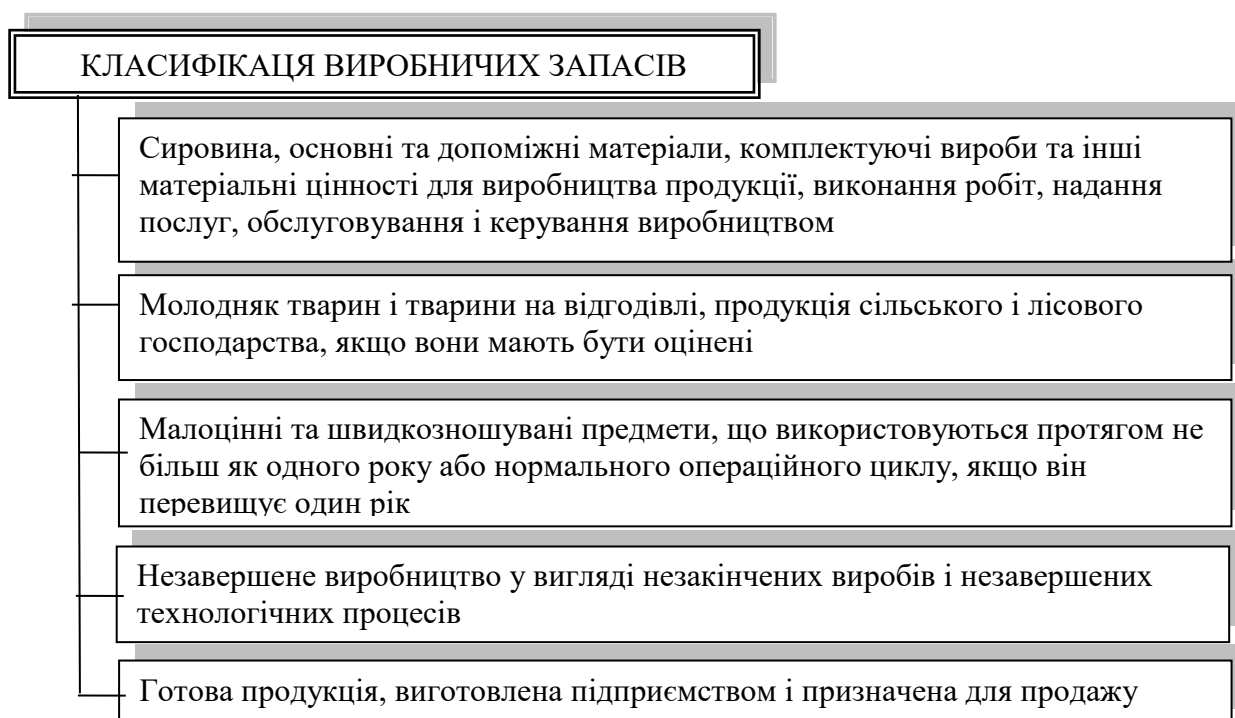 КЛАСИФІКАЦЯ ВИРОБНИЧИХ ЗАПАСІВ
Сировина, основні та допоміжні матеріали, комплектуючі вироби та інші
матеріальні цінності для виробництва продукції, виконання робіт, надання
послуг, обслуговування і керування виробництвом
Молодняк тварин і тварини на відгодівлі, продукція сільського і лісового
господарства, якщо вони мають бути оцінені
Малоцінні та швидкозношувані предмети, що використовуються протягом не
більш як одного року або нормального операційного циклу, якщо він
перевищує один рік
Незавершене виробництво у вигляді незакінчених виробів і незавершених
технологічних процесів
Готова продукція, виготовлена підприємством і призначена для продажу